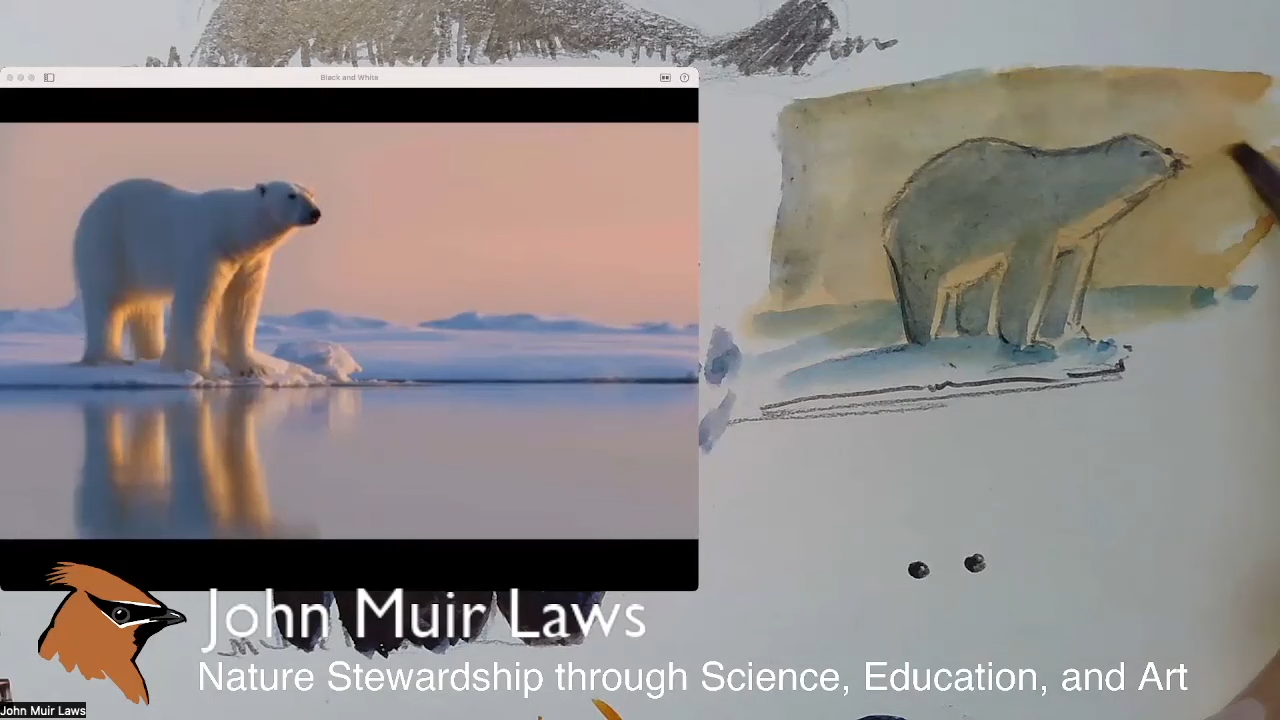 Black and White
John Muir Laws
Nature Stewardship through Science, Education, and Art
John Muir Laws